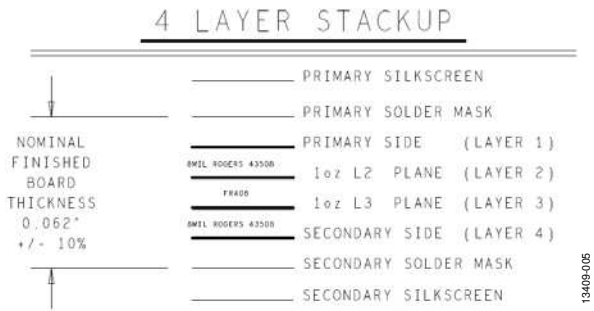 4 LAYER STACKUP
PRIMARY SILKSCREEN
PRIMARY SOLDER MASK
PRIMARY SIDE (LAYER 1)
8MIL ROGERS 4350B
1oz L2 PLANE (LAYER 2)
FR408
1oz L3 PLANE (LAYER 3)
8MIL ROGERS 4350B
SECONDARY SIDE (LAYER 4)
SECONDARY SOLDER MASK
SECONDARY SILKSCREEN
NOMINAL
FINISHED
BOARD
THICKNESS
0.062"
+/- 10%
13409-005